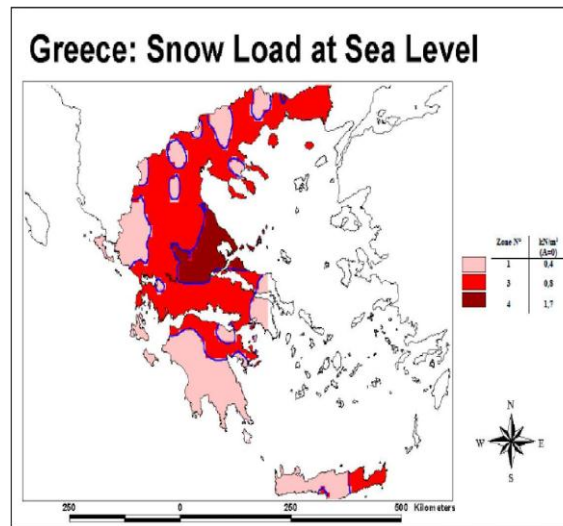 Greece: Snow Load at Sea Level
Zone N° kN/m²
(A=0)
1 0,4
3 0,8
4 1,7
N
W E
S
250 0 250 500 Kilometers